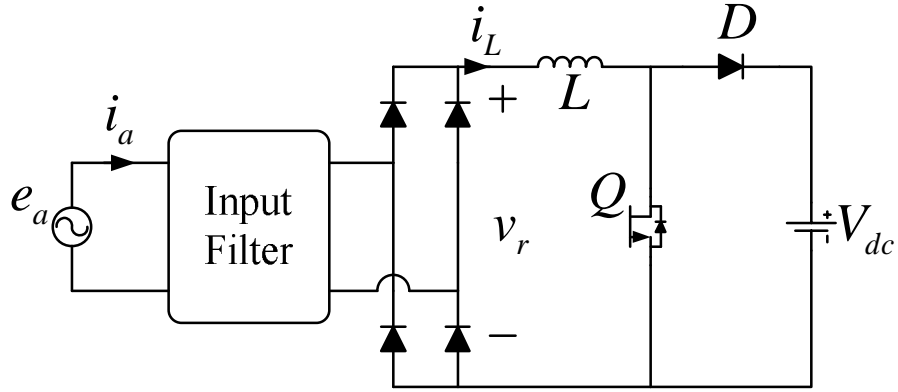 i_L
D
L
+
i_a
e_a
Input
Filter
Q
v_r
+
V_dc
−